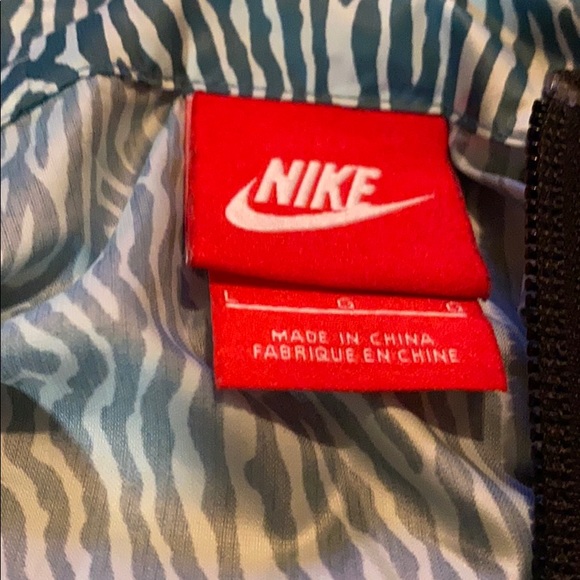 NIKE
L G G
MADE IN CHINA
FABRIQUE EN CHINE